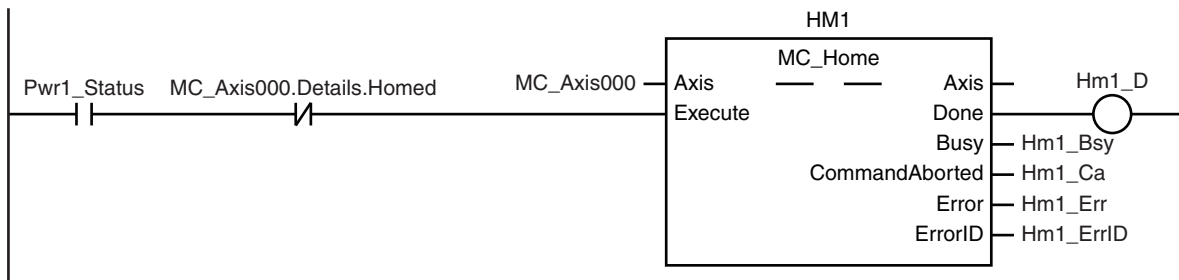 HM1
MC_Home
Pwr1_Status MC_Axis000.Details.Homed MC_Axis000 Axis Axis Hm1_D
Execute Done
Busy Hm1_Bsy
CommandAborted Hm1_Ca
Error Hm1_Err
ErrorID Hm1_ErrID